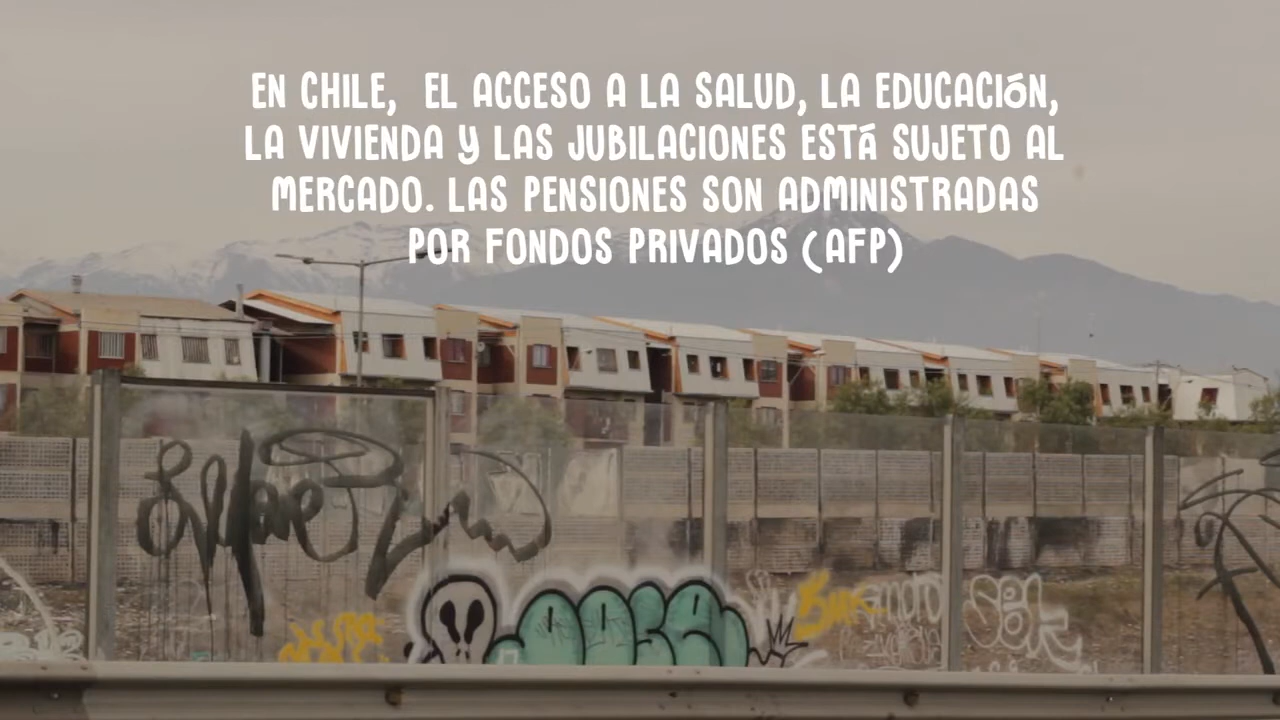 EN CHILE, EL ACCESO A LA SALUD, LA EDUCACIÓN,
LA VIVIENDA Y LAS JUBILACIONES ESTÁ SUJETO AL
MERCADO. LAS PENSIONES SON ADMINISTRADAS
POR FONDOS PRIVADOS (AFP)